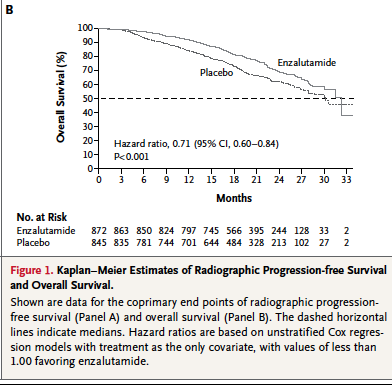 B
100
90
80
70
60
50
40
30
20
10
0
Overall Survival (%)
Enzalutamide
Placebo
Hazard ratio, 0.71 (95% CI, 0.60–0.84)
P<0.001
0 3 6 9 12 15 18 21 24 27 30 33
Months
No. at Risk
Enzalutamide 872 863 850 824 797 745 566 395 244 128 33 2
Placebo 845 835 781 744 701 644 484 328 213 102 27 2
Figure 1. Kaplan–Meier Estimates of Radiographic Progression-free Survival
and Overall Survival.
Shown are data for the coprimary end points of radiographic progression-
free survival (Panel A) and overall survival (Panel B). The dashed horizontal
lines indicate medians. Hazard ratios are based on unstratified Cox regres-
sion models with treatment as the only covariate, with values of less than
1.00 favoring enzalutamide.